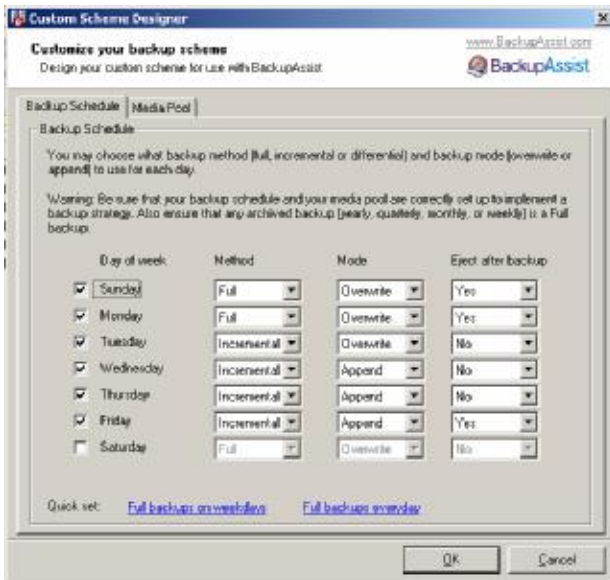 Custom Scheme Designer
Customize your backup scheme
Design your custom scheme for use with BackupAssist
www.BackupAssist.com
BackupAssist
Backup Schedule Media Pool
Backup Schedule
You may choose what backup method (full, incremental or differential) and backup mode (overwrite or
append) to use for each day.
Warning: Be sure that your backup schedule and your media pool are correctly set up to implement a
backup strategy. Also ensure that any archived backup (yearly, quarterly, monthly, or weekly) is a Full
backup.
Day of week Method Mode Eject after backup
Sunday Full Overwrite Yes
Monday Full Overwrite Yes
Tuesday Incremental Overwrite No
Wednesday Incremental Append No
Thursday Incremental Append No
Friday Incremental Append Yes
Saturday Full Overwrite No
Quick set: Full backups on weekdays Full backups everyday
OK Cancel